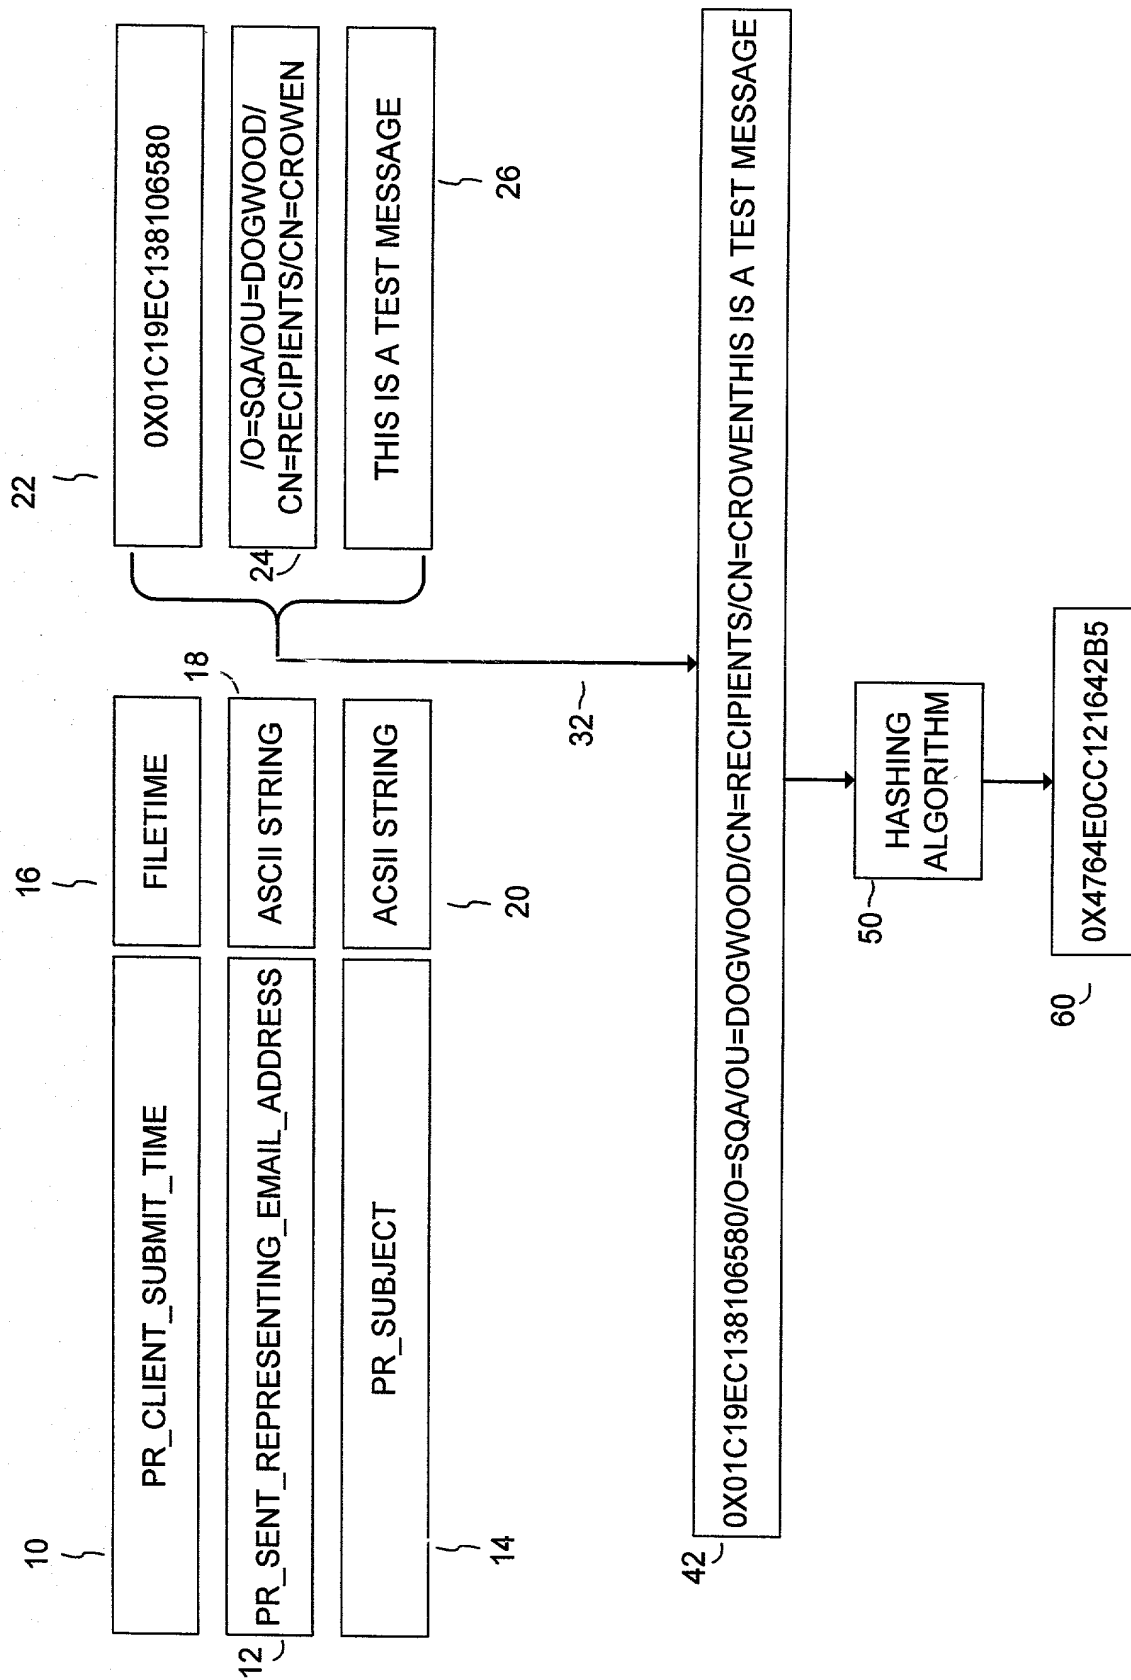 10
16
22
PR_CLIENT_SUBMIT_TIME
FILETIME
0X01C19EC138106580
12
PR_SENT_REPRESENTING_EMAIL_ADDRESS
18
ASCII STRING
24
/O=SQA/OU=DOGWOOD/
CN=RECIPIENTS/CN=CROWEN
PR_SUBJECT
ACSII STRING
THIS IS A TEST MESSAGE
14
20
26
32
42
0X01C19EC138106580/O=SQA/OU=DOGWOOD/CN=RECIPIENTS/CN=CROWENTHIS IS A TEST MESSAGE
50
HASHING
ALGORITHM
60
0X4764E0CC121642B5